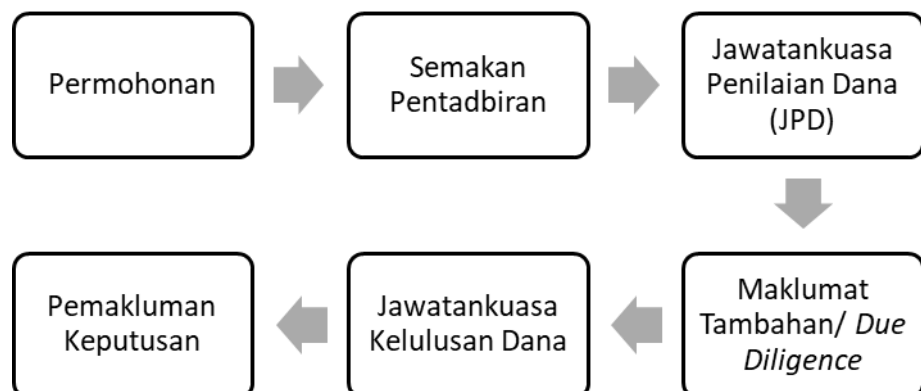 Permohonan
Semakan
Pentadbiran
Jawatankuasa
Penilaian Dana
(JPD)
Maklumat
Tambahan/ Due
Diligence
Jawatankuasa
Kelulusan Dana
Pemakluman
Keputusan